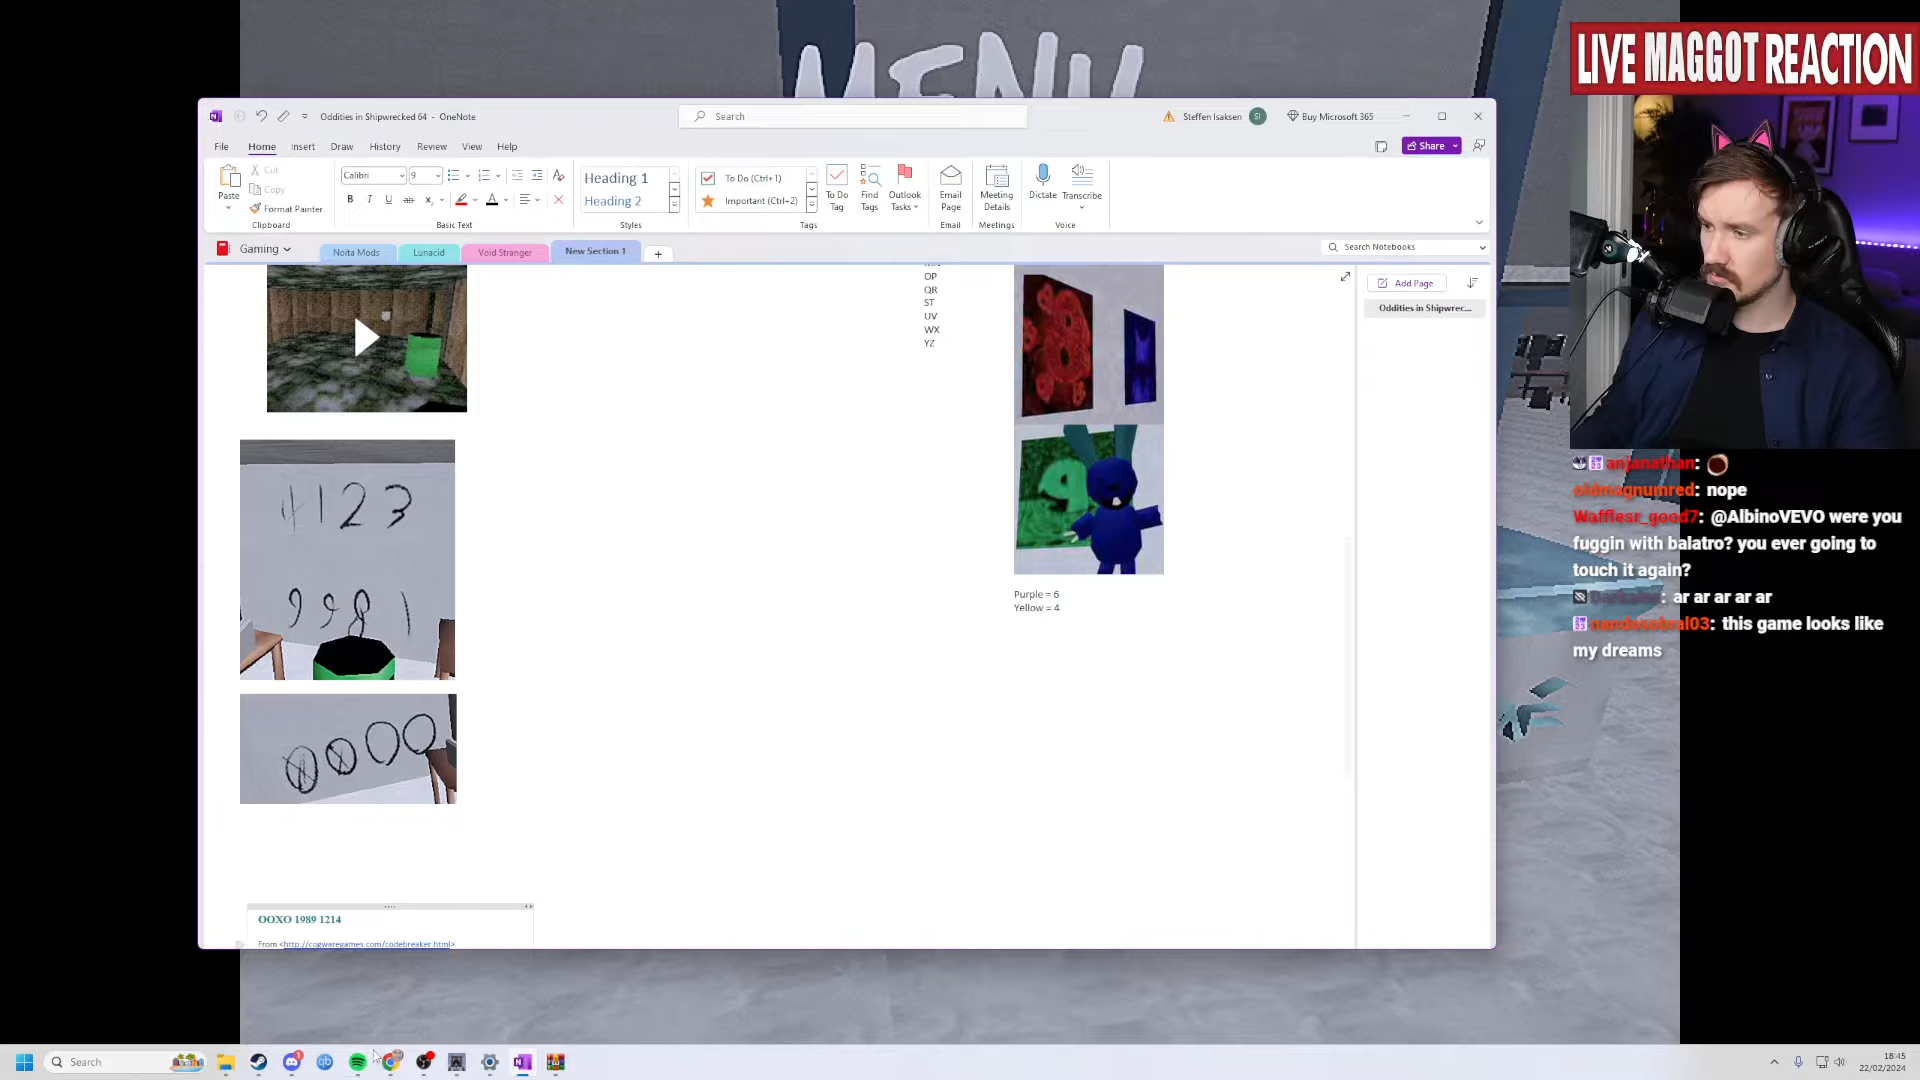 MENU
LIVE MAGGOT REACTION
Oddities in Shipwrecked 64 - OneNote
Search
Steffen Isaksen
SI
Buy Microsoft 365
File
Home
Insert
Draw
History
Review
View
Help
Share
Paste
Cut
Copy
Format Painter
Clipboard
Calibri
9
B I U ab x
A
Basic Text
Heading 1
Heading 2
Styles
To Do (Ctrl+1)
Important (Ctrl+2)
To Do Tag
Find Tags
Outlook Tasks
Tags
Email Page
Email
Meeting Details
Meetings
Dictate
Transcribe
Voice
Gaming
Noita Mods
Lunacid
Void Stranger
New Section 1
Search Notebooks
Add Page
Oddities in Shipwrec...
OP
QR
ST
UV
WX
YZ
8
9
4123
9981
Purple = 6
Yellow = 4
OOXO 1989 1214
From <http://cogwaregames.com/codebreaker.html>
anjanathan:
oldmagnumred: nope
Wafflesr_good7: @AlbinoVEVO were you
fuggin with balatro? you ever going to
touch it again?
ar ar ar ar ar
nandosobral03: this game looks like
my dreams
Search
18:45
22/02/2024